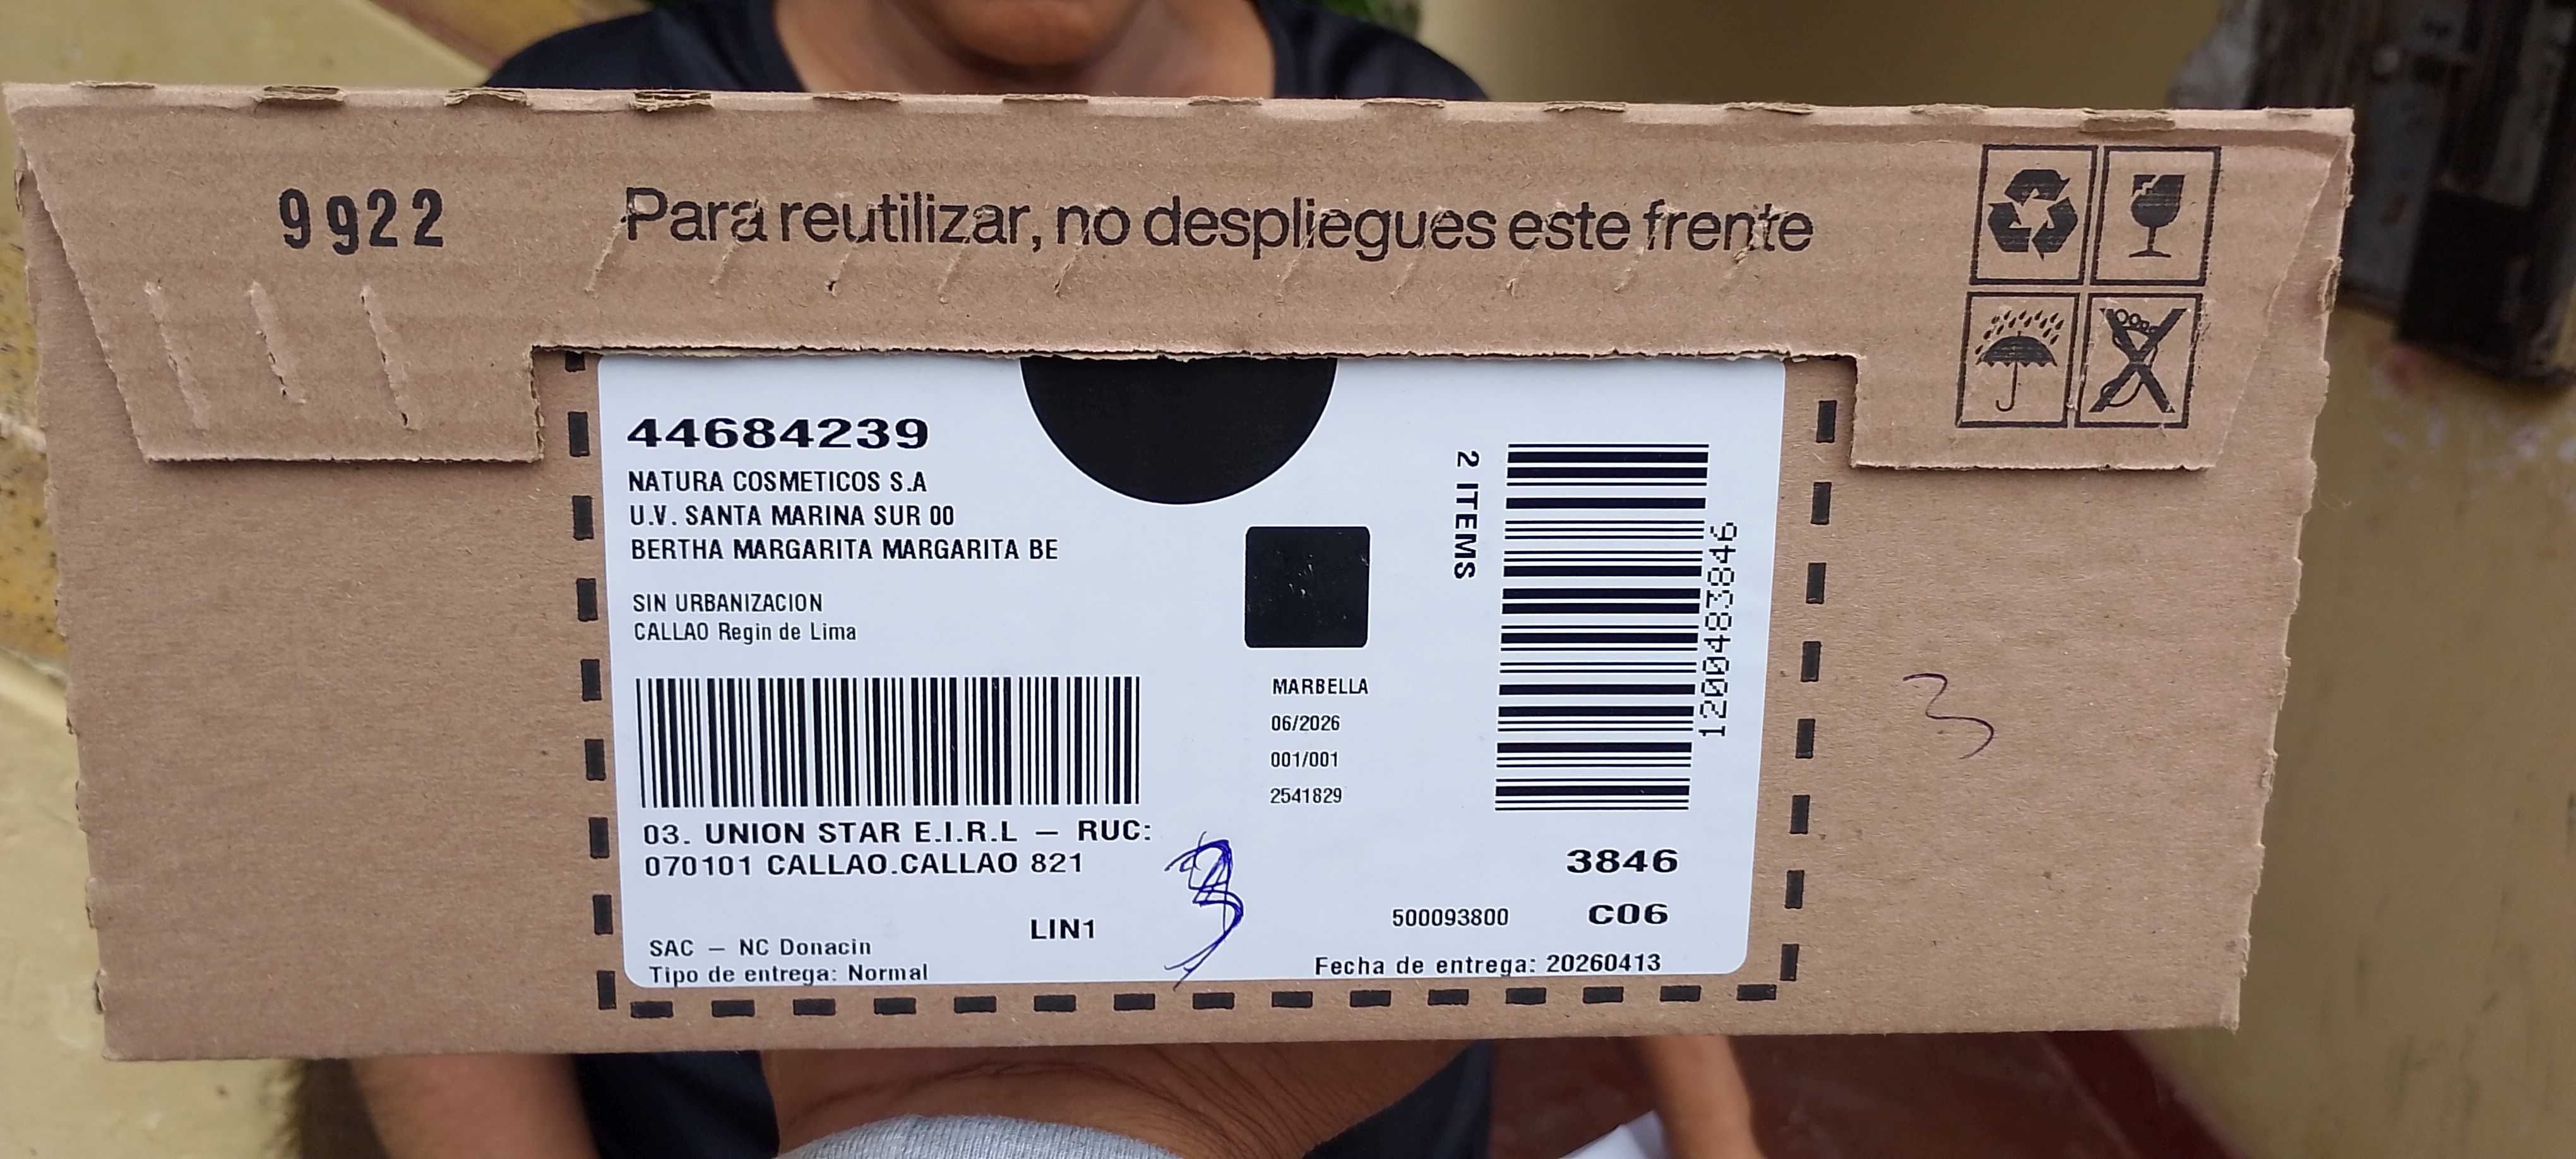 9922
Para reutilizar, no despliegues este frente
44684239
NATURA COSMETICOS S.A
U.V. SANTA MARINA SUR 00
BERTHA MARGARITA MARGARITA BE
SIN URBANIZACION
CALLAO Regin de Lima
2 ITEMS
1200483846
MARBELLA
06/2026
001/001
2541829
3
03. UNION STAR E.I.R.L – RUC:
070101 CALLAO.CALLAO 821
3846
LIN1
500093800
C06
SAC – NC Donacin
Tipo de entrega: Normal
Fecha de entrega: 20260413